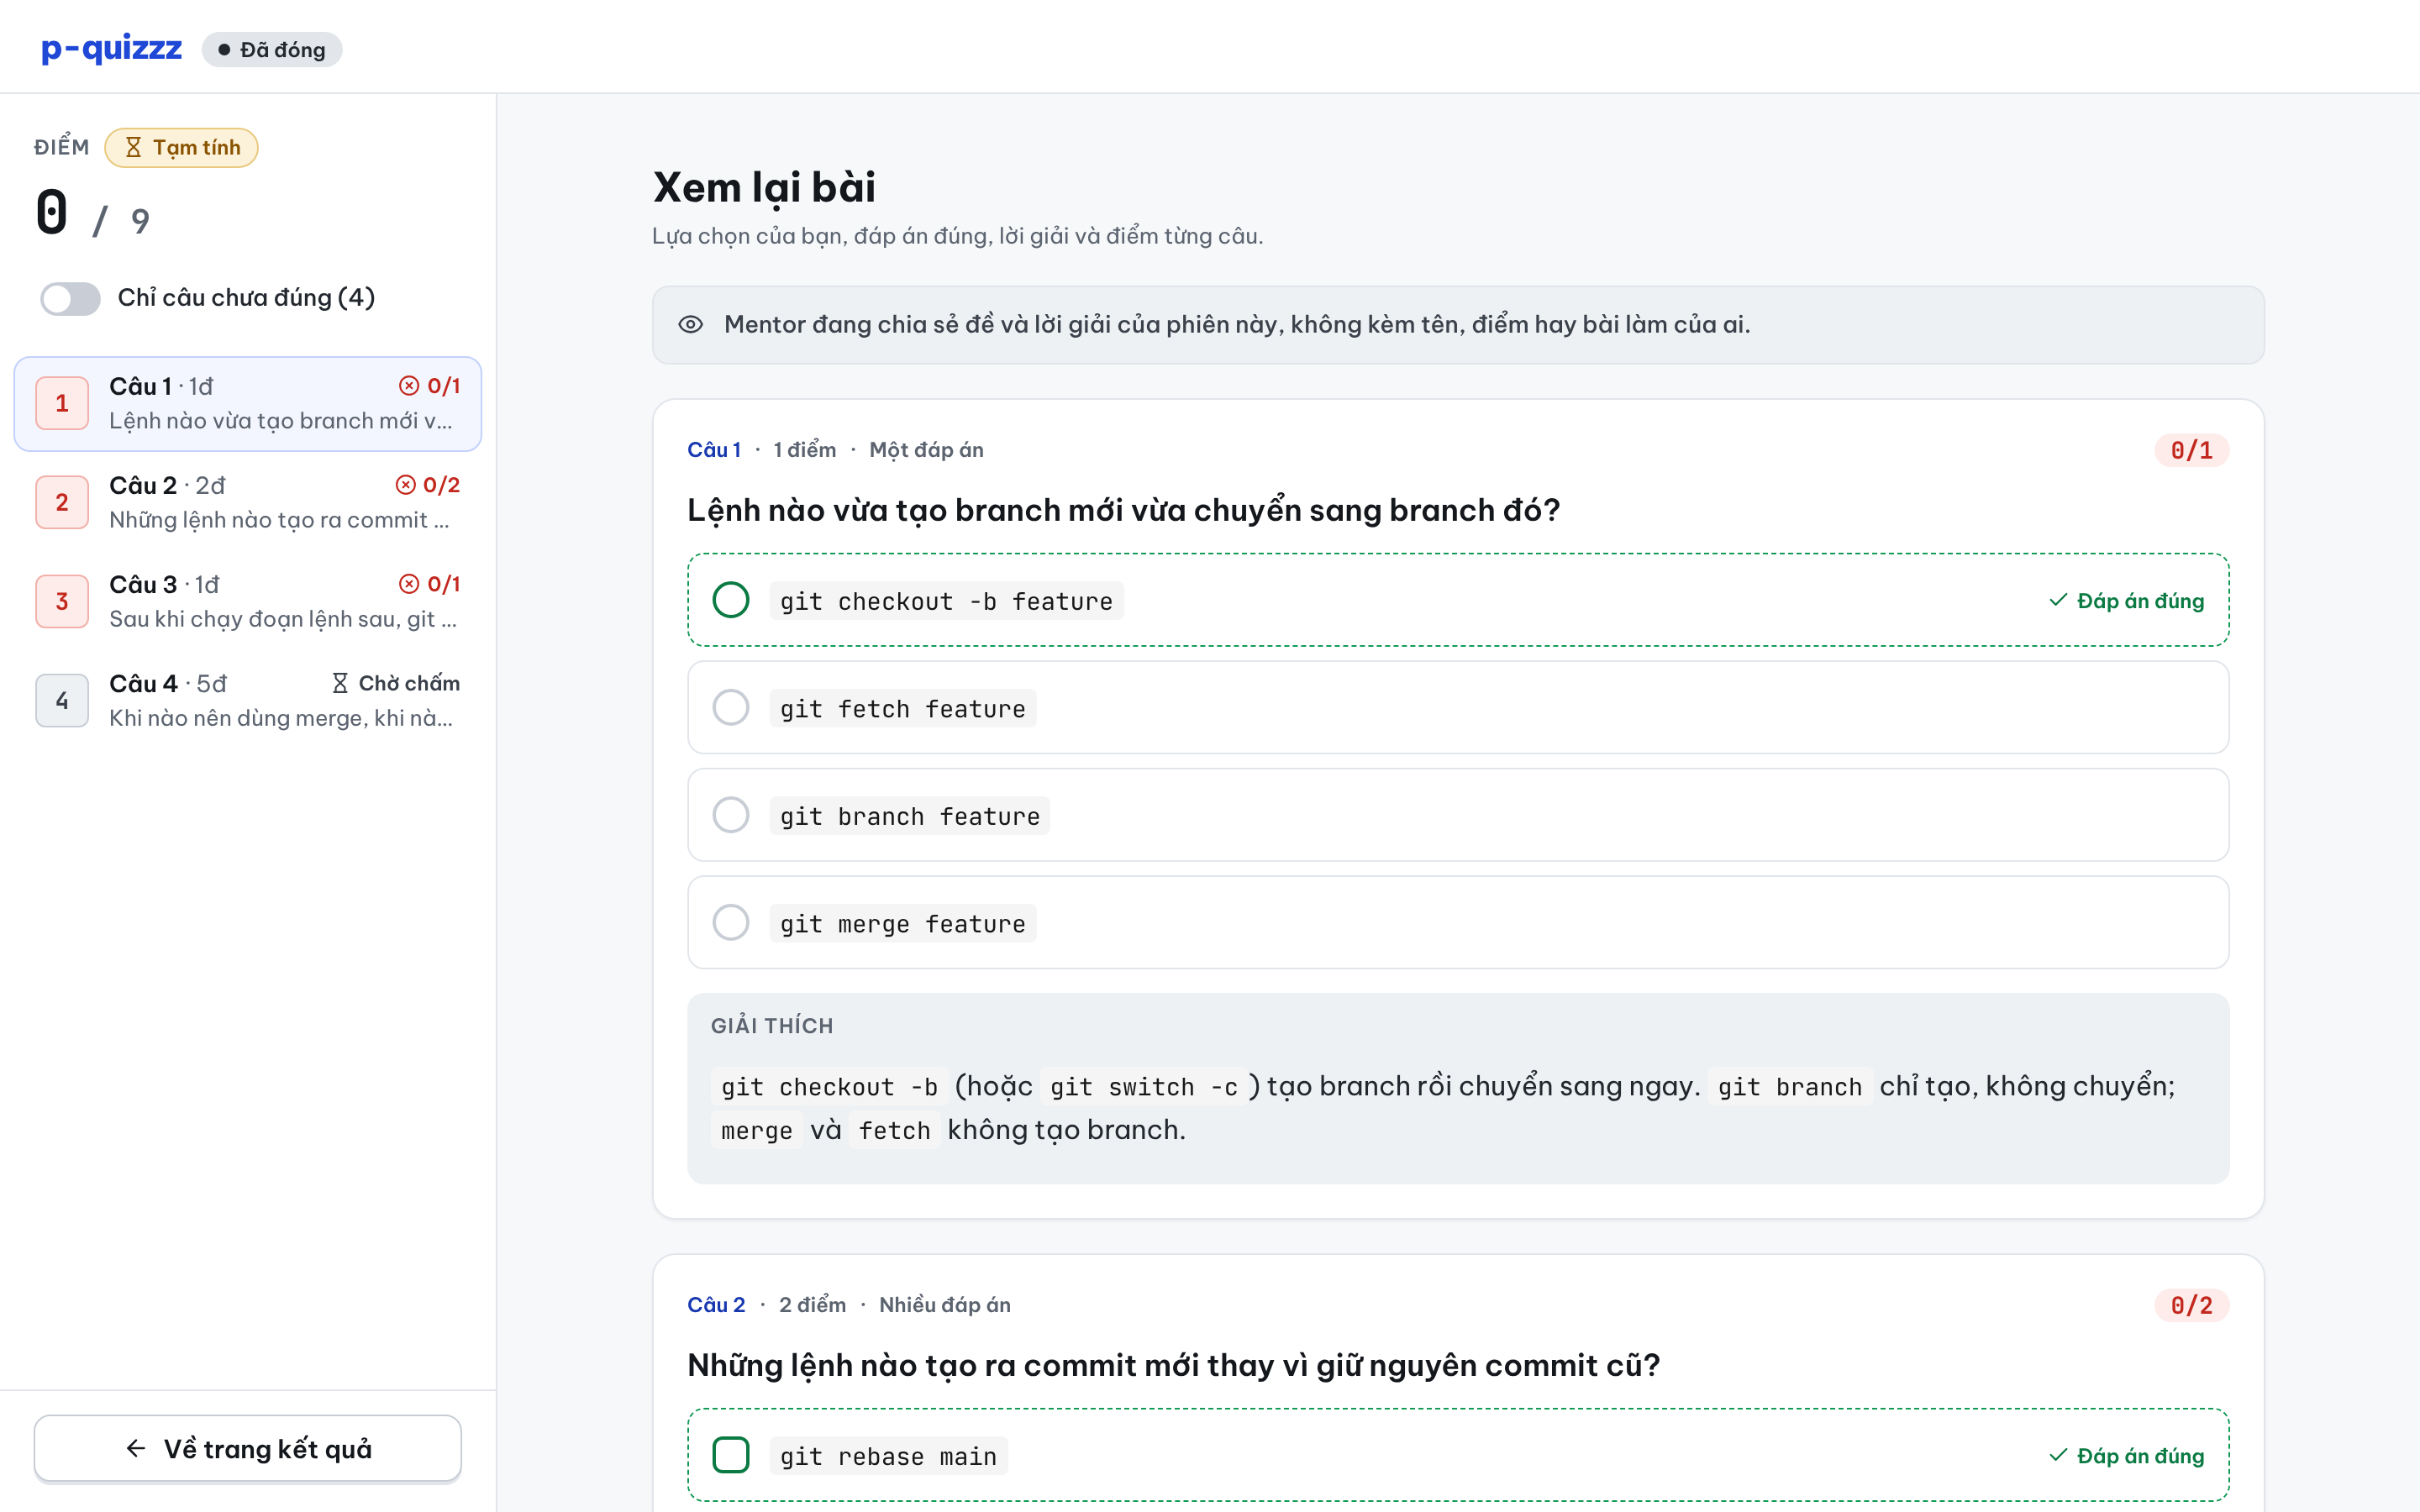 p-quizzz
Đã đóng
ĐIỂM
Tạm tính
0 / 9
Chỉ câu chưa đúng (4)
1
Câu 1 · 1đ
0/1
Lệnh nào vừa tạo branch mới v...
2
Câu 2 · 2đ
0/2
Những lệnh nào tạo ra commit ...
3
Câu 3 · 1đ
0/1
Sau khi chạy đoạn lệnh sau, git ...
4
Câu 4 · 5đ
Chờ chấm
Khi nào nên dùng merge, khi nà...
Về trang kết quả
Xem lại bài
Lựa chọn của bạn, đáp án đúng, lời giải và điểm từng câu.
Mentor đang chia sẻ đề và lời giải của phiên này, không kèm tên, điểm hay bài làm của ai.
Câu 1 · 1 điểm · Một đáp án
0/1
Lệnh nào vừa tạo branch mới vừa chuyển sang branch đó?
git checkout -b feature
Đáp án đúng
git fetch feature
git branch feature
git merge feature
GIẢI THÍCH
git checkout -b (hoặc git switch -c) tạo branch rồi chuyển sang ngay. git branch chỉ tạo, không chuyển;
merge và fetch không tạo branch.
Câu 2 · 2 điểm · Nhiều đáp án
0/2
Những lệnh nào tạo ra commit mới thay vì giữ nguyên commit cũ?
git rebase main
Đáp án đúng